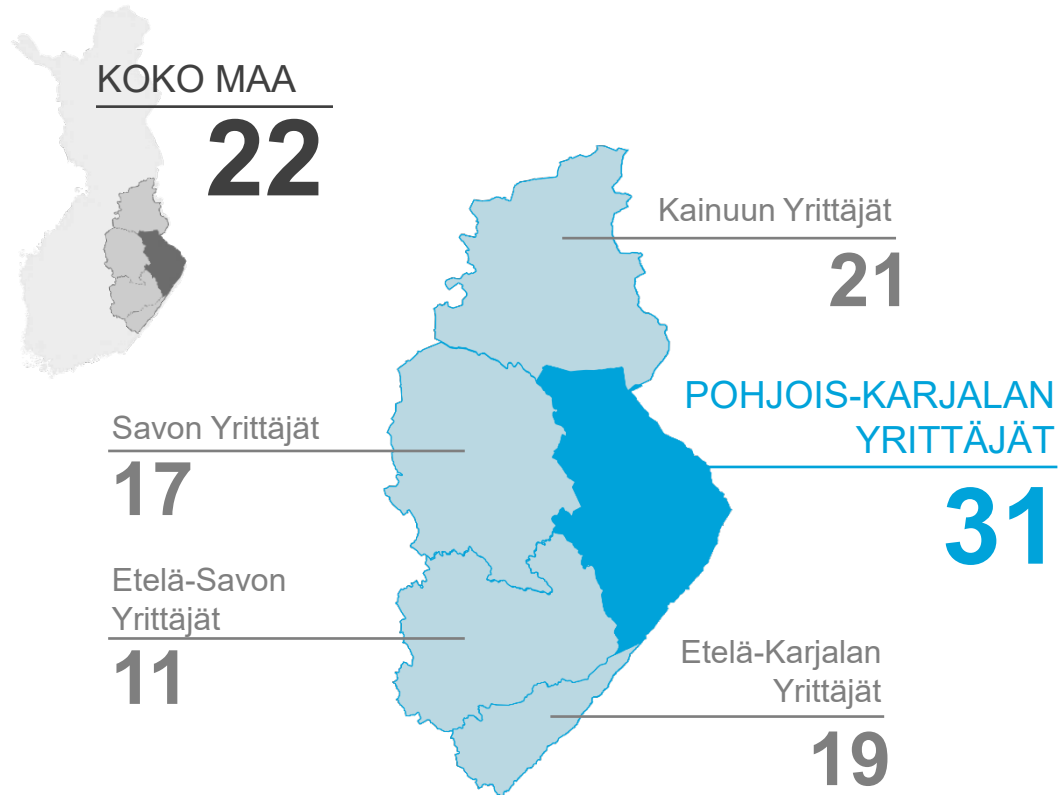 KOKO MAA
22
Kainuun Yrittäjät
21
POHJOIS-KARJALAN
YRITTÄJÄT
31
Savon Yrittäjät
17
Etelä-Savon
Yrittäjät
11
Etelä-Karjalan
Yrittäjät
19